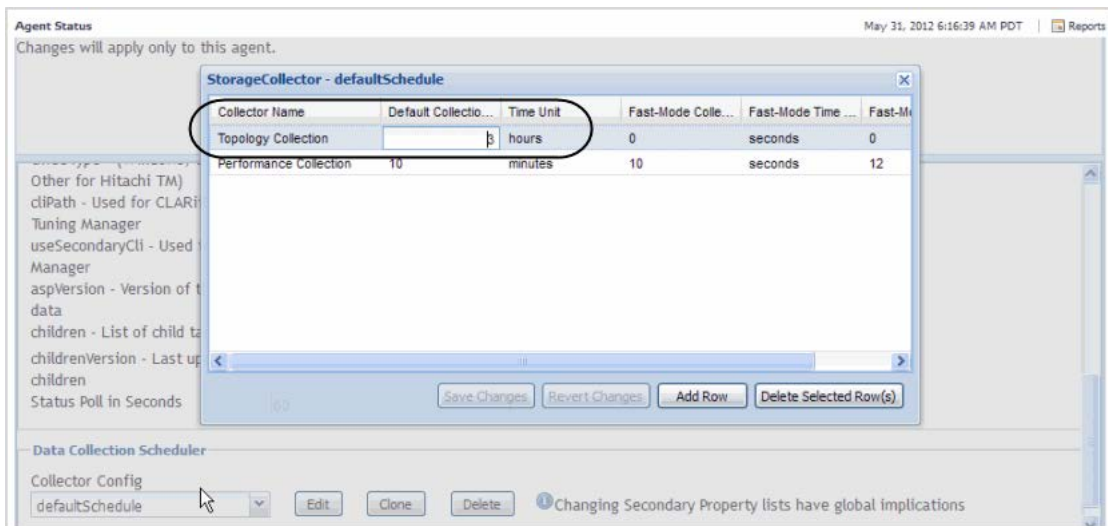 Agent Status
May 31, 2012 6:16:39 AM PDT | Reports
Changes will apply only to this agent.
StorageCollector - defaultSchedule
Collector Name Default Collectio... Time Unit Fast-Mode Colle... Fast-Mode Time ... Fast-Mo
Topology Collection 3 hours 0 seconds 0
Performance Collection 10 minutes 10 seconds 12
Other for Hitachi TM)
cliPath - Used for CLARi
Tuning Manager
useSecondaryCli - Used
Manager
aspVersion - Version of t
data
children - List of child ta
childrenVersion - Last up
children
Status Poll in Seconds 60
Save Changes Revert Changes Add Row Delete Selected Row(s)
Data Collection Scheduler
Collector Config
defaultSchedule Edit Clone Delete Changing Secondary Property lists have global implications